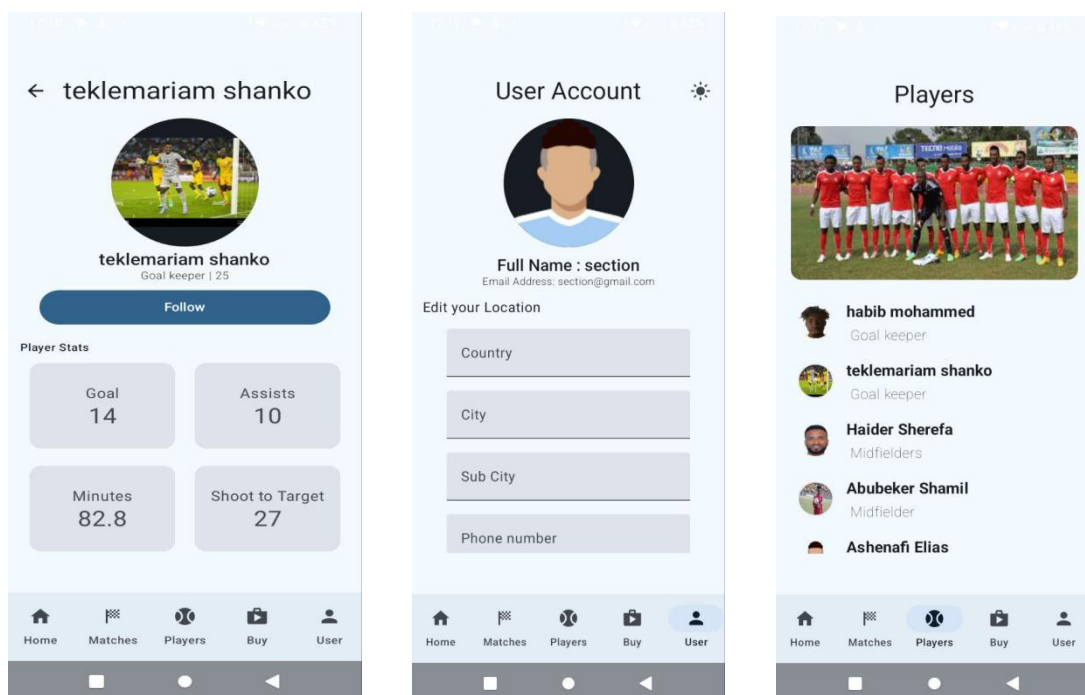 teklemariam shanko
teklemariam shanko
Goal keeper | 25
Follow
Player Stats
Goal
14
Assists
10
Minutes
82.8
Shoot to Target
27
Home Matches Players Buy User
User Account
Full Name : section
Email Address: section@gmail.com
Edit your Location
Country
City
Sub City
Phone number
Home Matches Players Buy User
Players
TECNO mobile
habib mohammed
Goal keeper
teklemariam shanko
Goal keeper
Haider Sherefa
Midfielders
Abubeker Shamil
Midfielder
Ashenafi Elias
Home Matches Players Buy User